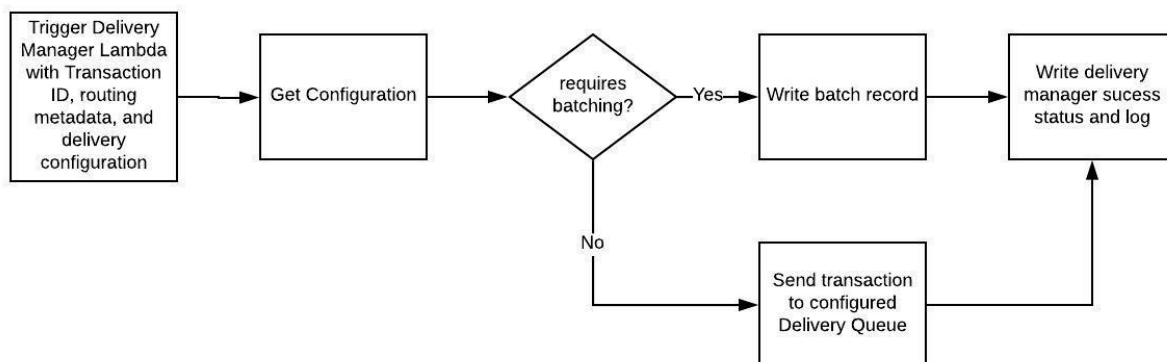 Trigger Delivery
Manager Lambda
with Transaction
ID, routing
metadata, and
delivery
configuration
Get Configuration
requires
batching?
Yes
Write batch record
Write delivery
manager sucess
status and log
No
Send transaction
to configured
Delivery Queue